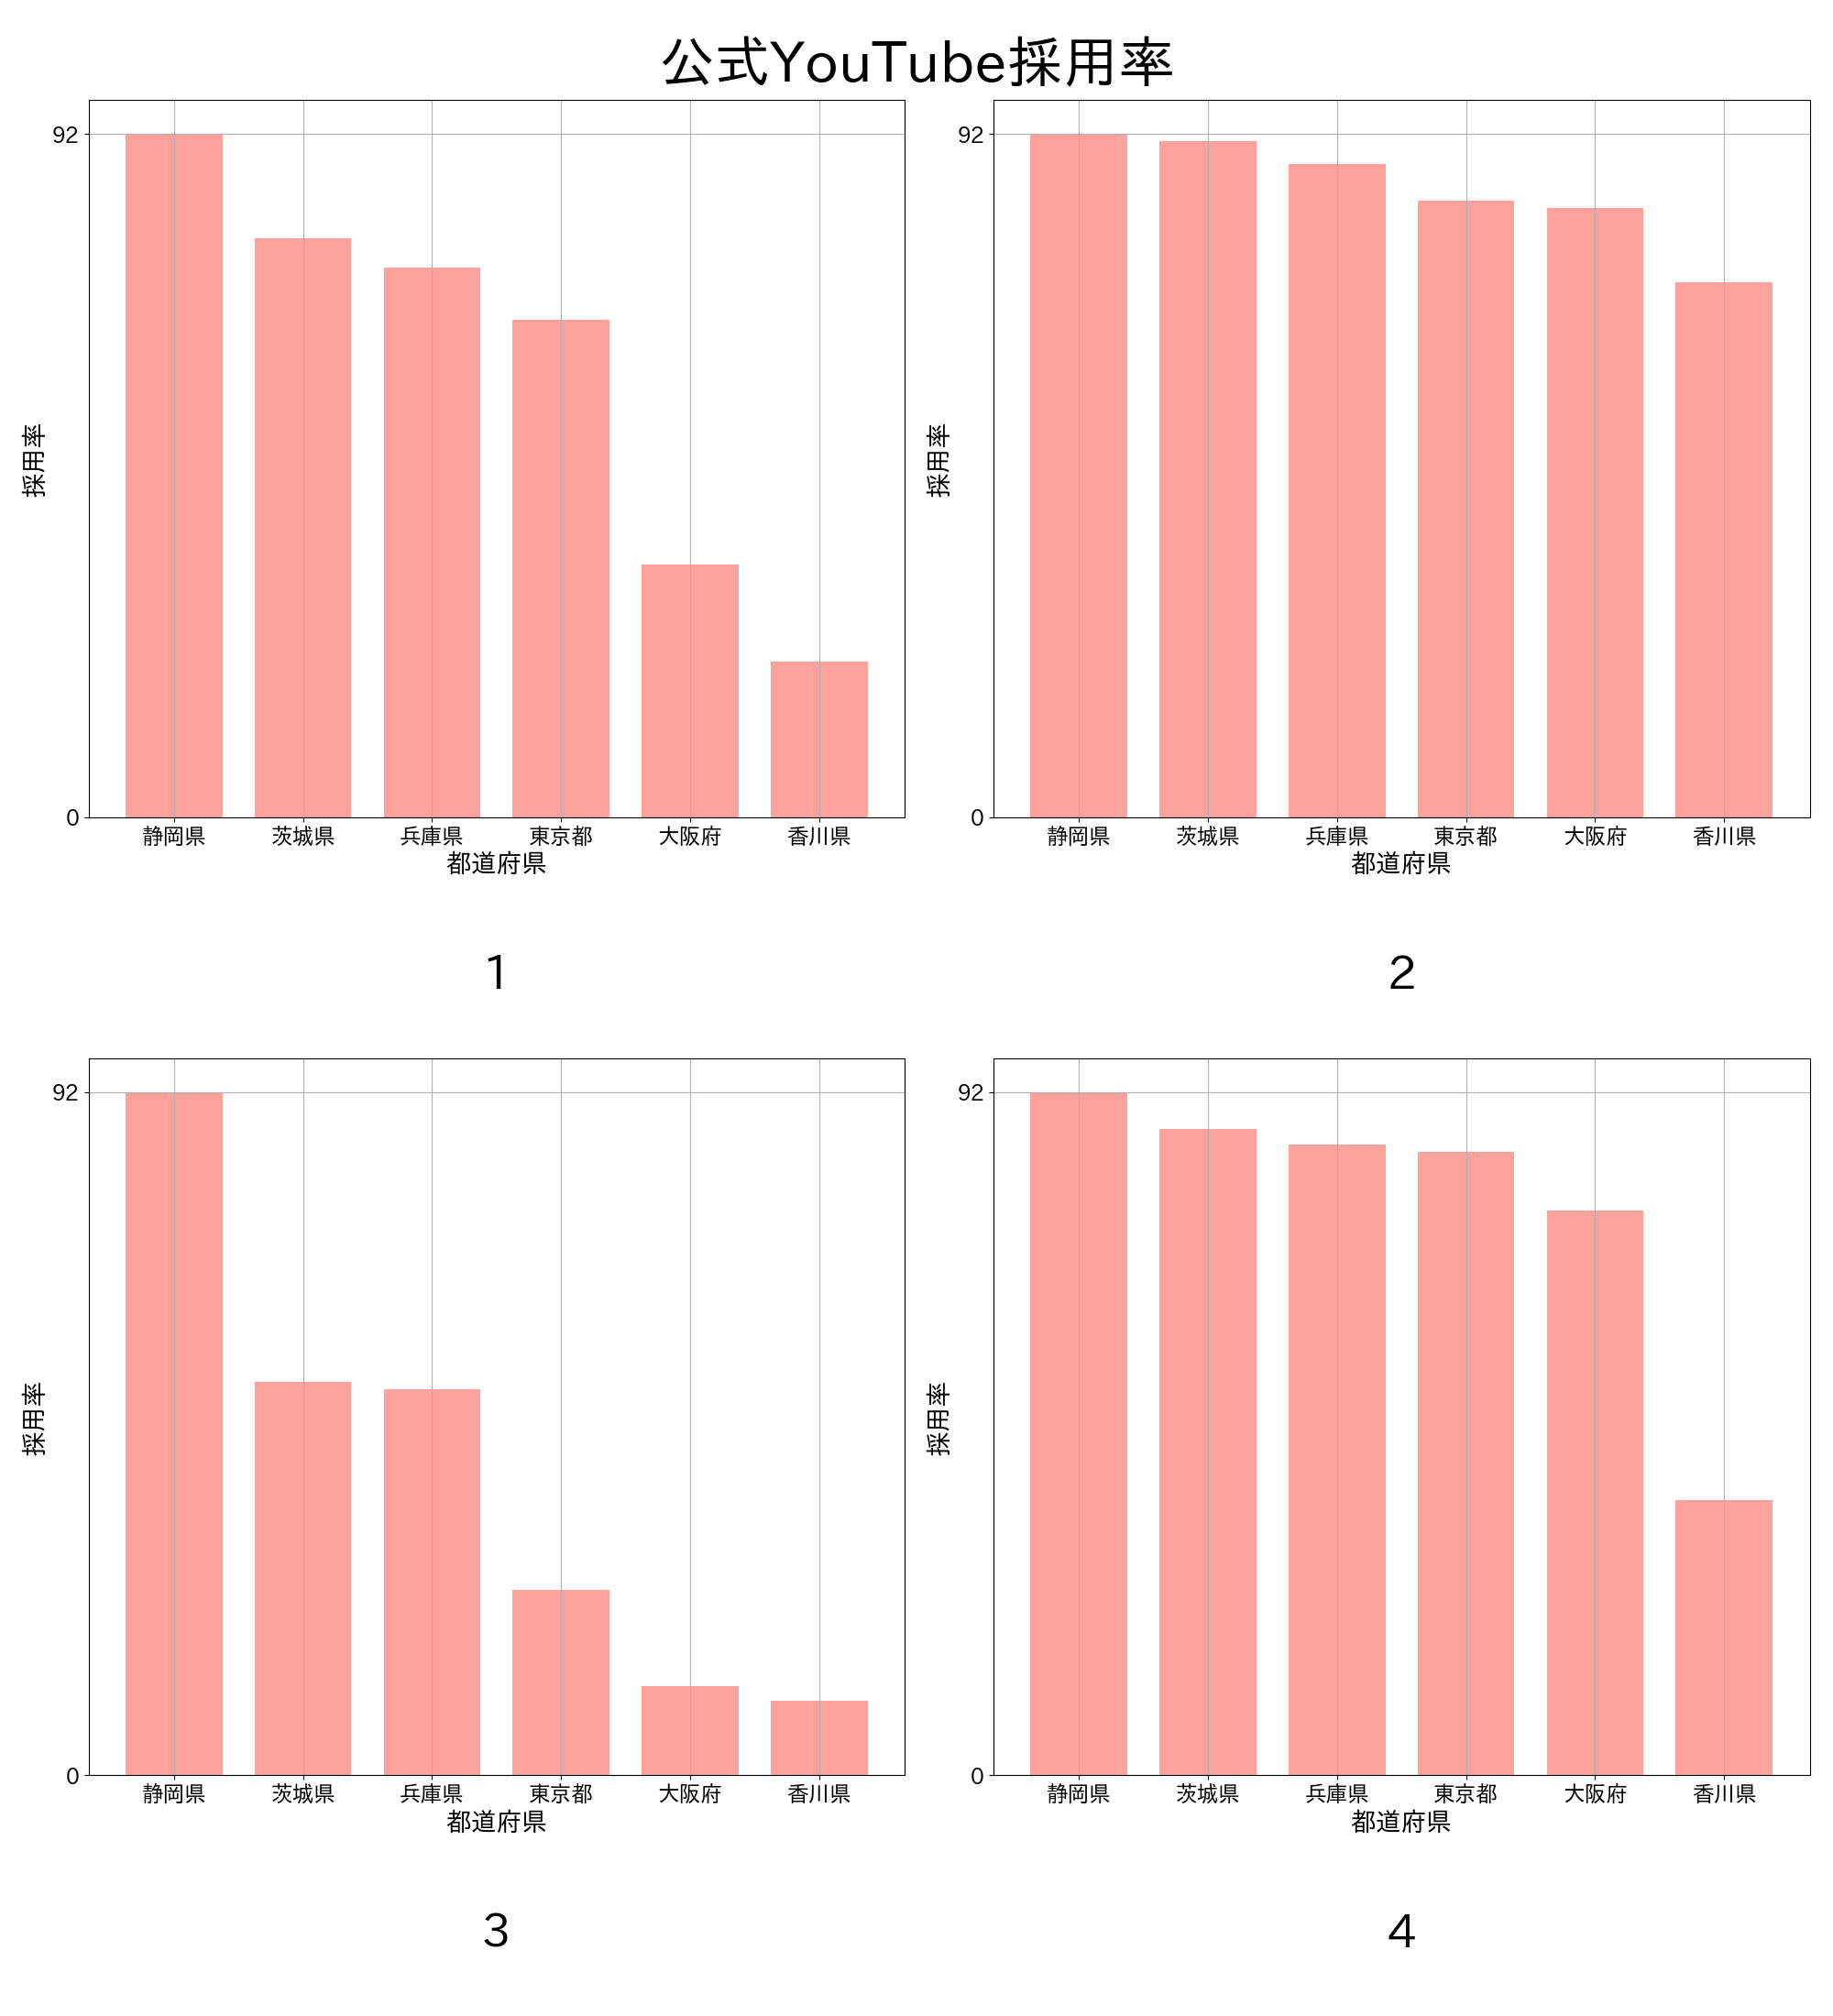 公式YouTube採用率
92
0
採用率
静岡県 茨城県 兵庫県 東京都 大阪府 香川県
都道府県
1
92
0
採用率
静岡県 茨城県 兵庫県 東京都 大阪府 香川県
都道府県
2
92
0
採用率
静岡県 茨城県 兵庫県 東京都 大阪府 香川県
都道府県
3
92
0
採用率
静岡県 茨城県 兵庫県 東京都 大阪府 香川県
都道府県
4